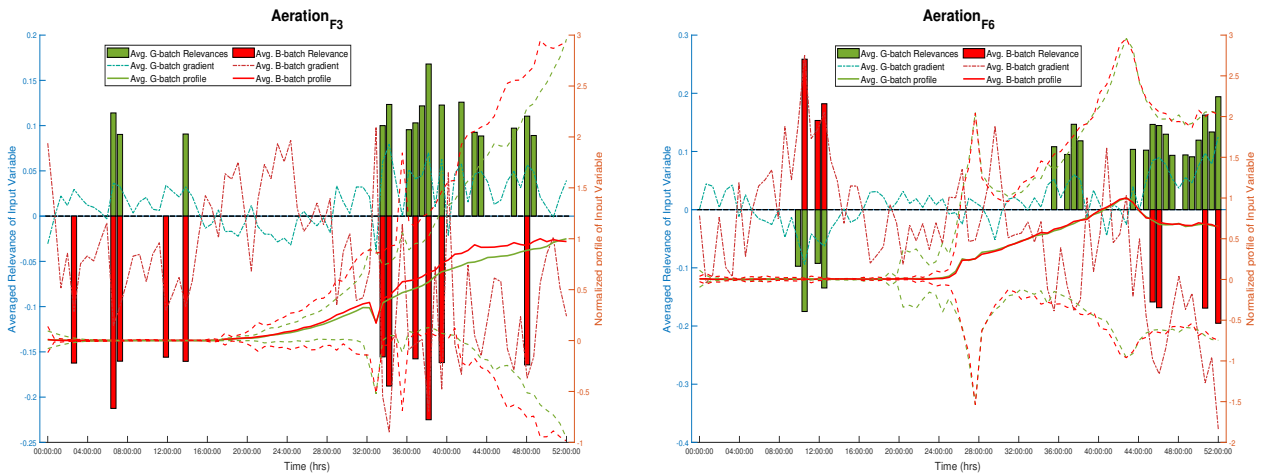 Aeration_F3
Avg. G-batch Relevances
Avg. B-batch Relevance
Avg. G-batch gradient
Avg. B-batch gradient
Avg. G-batch profile
Avg. B-batch profile
Averaged Relevance of Input Variable
0.2
0.15
0.1
0.05
0
-0.05
-0.1
-0.15
-0.2
-0.25
3
2.5
2
1.5
1
0.5
0
-0.5
-1
Normalized profile of Input Variable
00:00:00 04:00:00 08:00:00 12:00:00 16:00:00 20:00:00 24:00:00 28:00:00 32:00:00 36:00:00 40:00:00 44:00:00 48:00:00 52:00:00
Time (hrs)
Aeration_F6
Avg. G-batch Relevances
Avg. B-batch Relevance
Avg. G-batch gradient
Avg. B-batch gradient
Avg. G-batch profile
Avg. B-batch profile
Averaged Relevance of Input Variable
0.3
0.2
0.1
0
-0.1
-0.2
-0.3
-0.4
3
2.5
2
1.5
1
0.5
0
-0.5
-1
-1.5
-2
Normalized profile of Input Variable
00:00:00 04:00:00 08:00:00 12:00:00 16:00:00 20:00:00 24:00:00 28:00:00 32:00:00 36:00:00 40:00:00 44:00:00 48:00:00 52:00:00
Time (hrs)